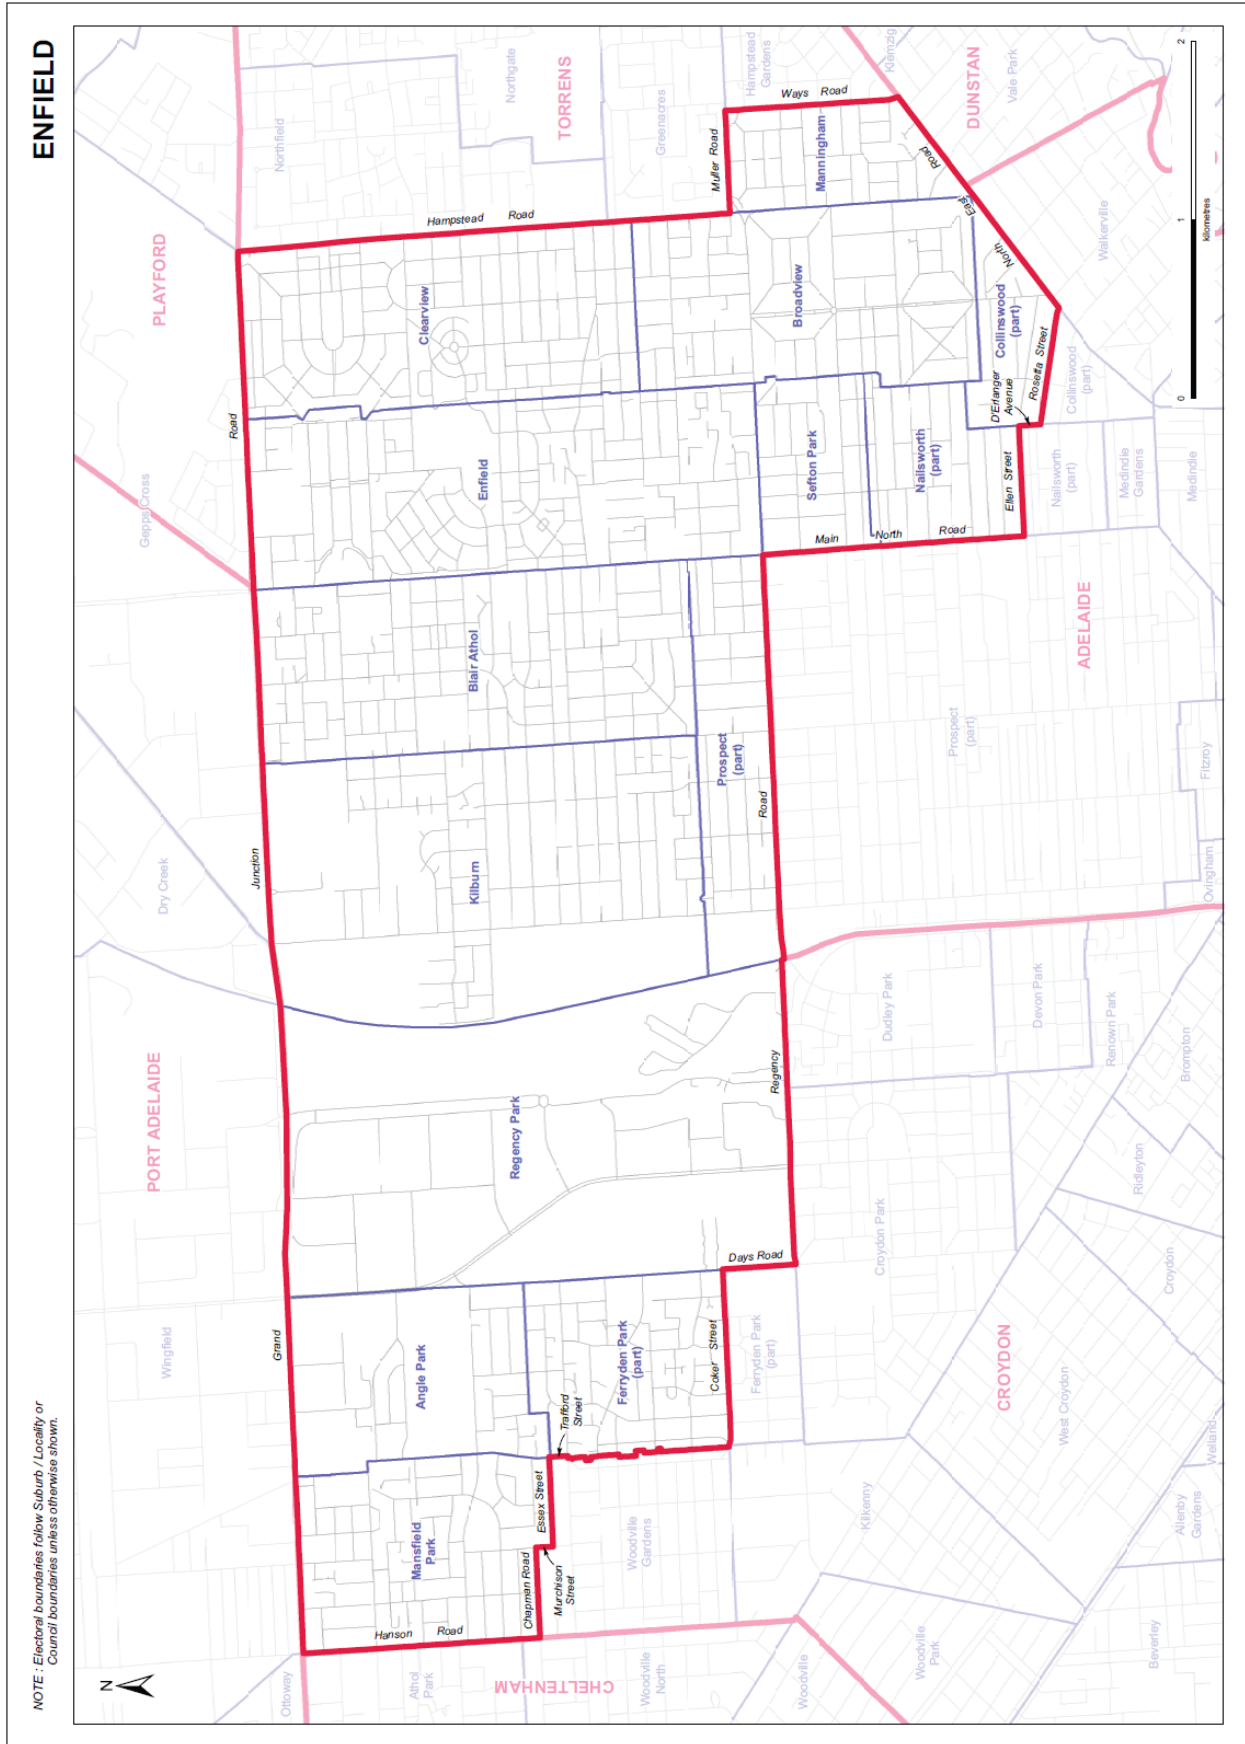 ENFIELD
NOTE : Electoral boundaries follow Suburb / Locality or
Council boundaries unless otherwise shown.
N
PORT ADELAIDE
PLAYFORD
TORRENS
DUNSTAN
ADELAIDE
CROYDON
CHELTENHAM
Ottoway
Wingfield
Dry Creek
Gepps Cross
Northfield
Northgate
Greenacres
Hampstead
Gardens
Klemzig
Vale Park
Walkerville
Athol
Park
Grand
Junction
Road
Hanson
Road
Mansfield
Park
Angle Park
Regency Park
Kilburn
Blair Athol
Enfield
Clearview
Hampstead
Road
Muller Road
Ways
Road
Manningham
Broadview
Sefton Park
Nailsworth
(part)
Collinswood
(part)
Prospect
(part)
Ferryden Park
(part)
Chapman Road
Murchison
Street
Essex Street
Trafford
Street
Coker
Street
Days Road
Regency
Road
Main
North
Road
Ellen Street
D'Erlanger
Avenue
Rosetta Street
North
East
Road
Woodville
North
Woodville
Gardens
Ferryden Park
(part)
Croydon Park
Dudley Park
Devon Park
Renown Park
Brompton
Ridleyton
Croydon
West Croydon
Welland
Allenby
Gardens
Kilkenny
Woodville
Woodville
Park
Beverley
Prospect
(part)
Ovingham
Fitzroy
Nailsworth
(part)
Medindie
Gardens
Medindie
Collinswood
(part)
0
1
2
kilometres